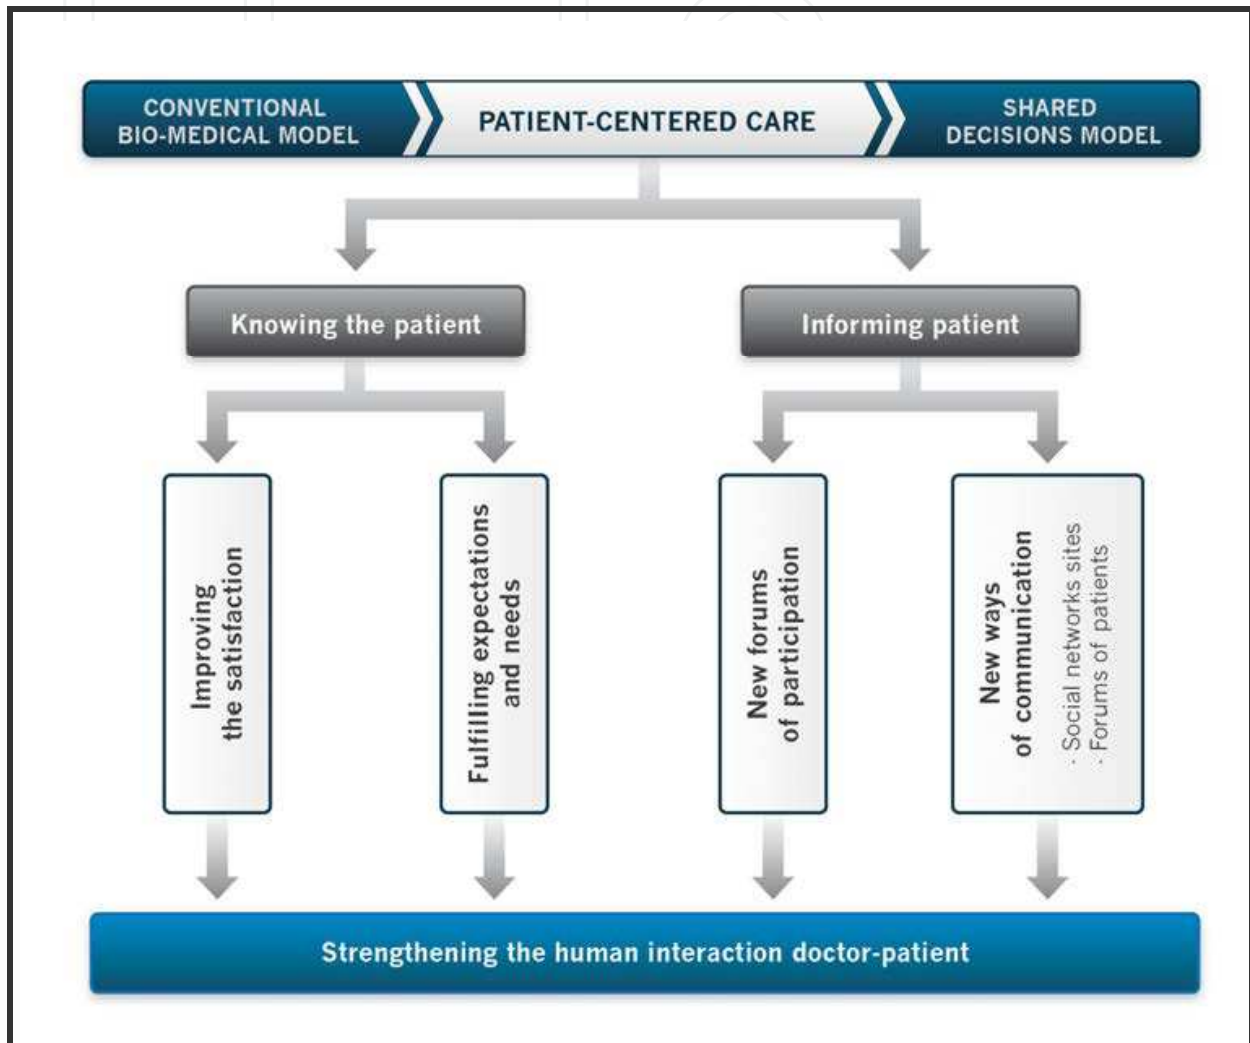 CONVENTIONAL
BIO-MEDICAL MODEL
PATIENT-CENTERED CARE
SHARED
DECISIONS MODEL
Knowing the patient
Informing patient
Improving
the satisfaction
Fulfilling expectations
and needs
New forums
of participation
New ways
of communication
· Social networks sites
· Forums of patients
Strengthening the human interaction doctor-patient